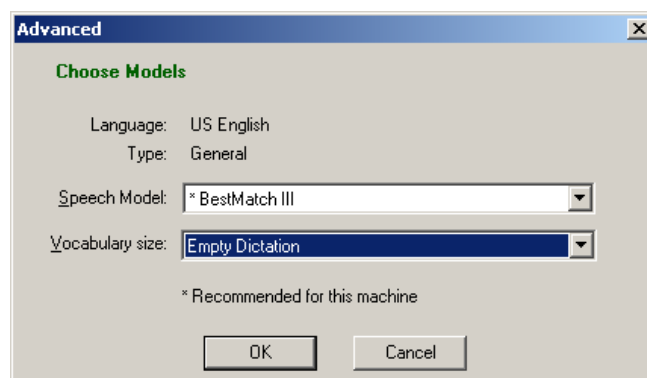 Advanced
Choose Models
Language: US English
Type: General
Speech Model: * BestMatch III
Vocabulary size: Empty Dictation
* Recommended for this machine
OK Cancel